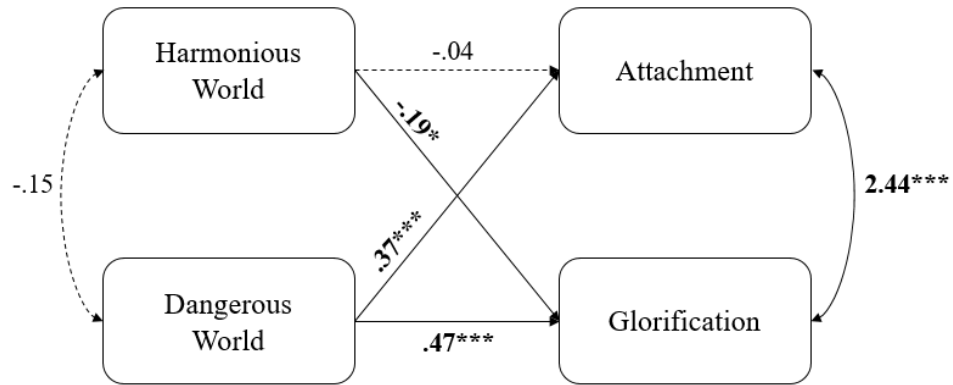 Harmonious
World
-.04
Attachment
-.19*
-.15
2.44***
.37***
Dangerous
World
.47***
Glorification